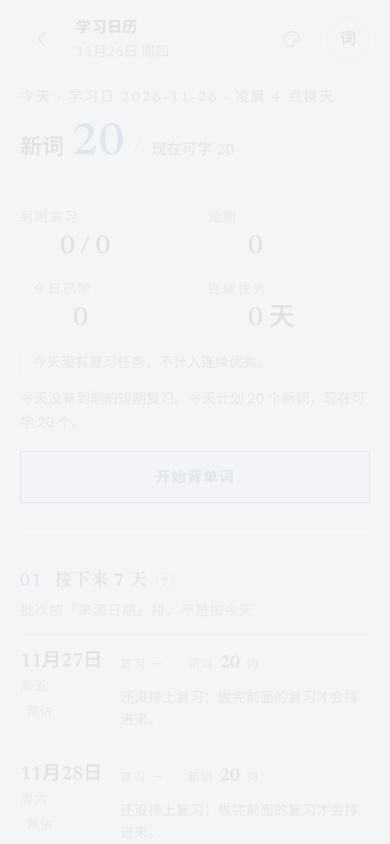 学习日历
11月26日 周四
词
今天 · 学习日 2026-11-26 · 凌晨 4 点换天
新词 20 / 现在可学 20
到期复习
逾期
0 / 0
0
今日已学
连续优秀
0
0 天
今天没有复习任务，不计入连续优秀。
今天没有到期的短期复习。今天计划 20 个新词，现在可
学 20 个。
开始背单词
01 接下来 7 天 ?
批次按「来源日期」排，不是按今天
11月27日
复习 — 新词 20 词
周五
还没排上复习：做完前面的复习才会排
预估
进来。
11月28日
复习 — 新词 20 词
周六
还没排上复习：做完前面的复习才会排
预估
进来。